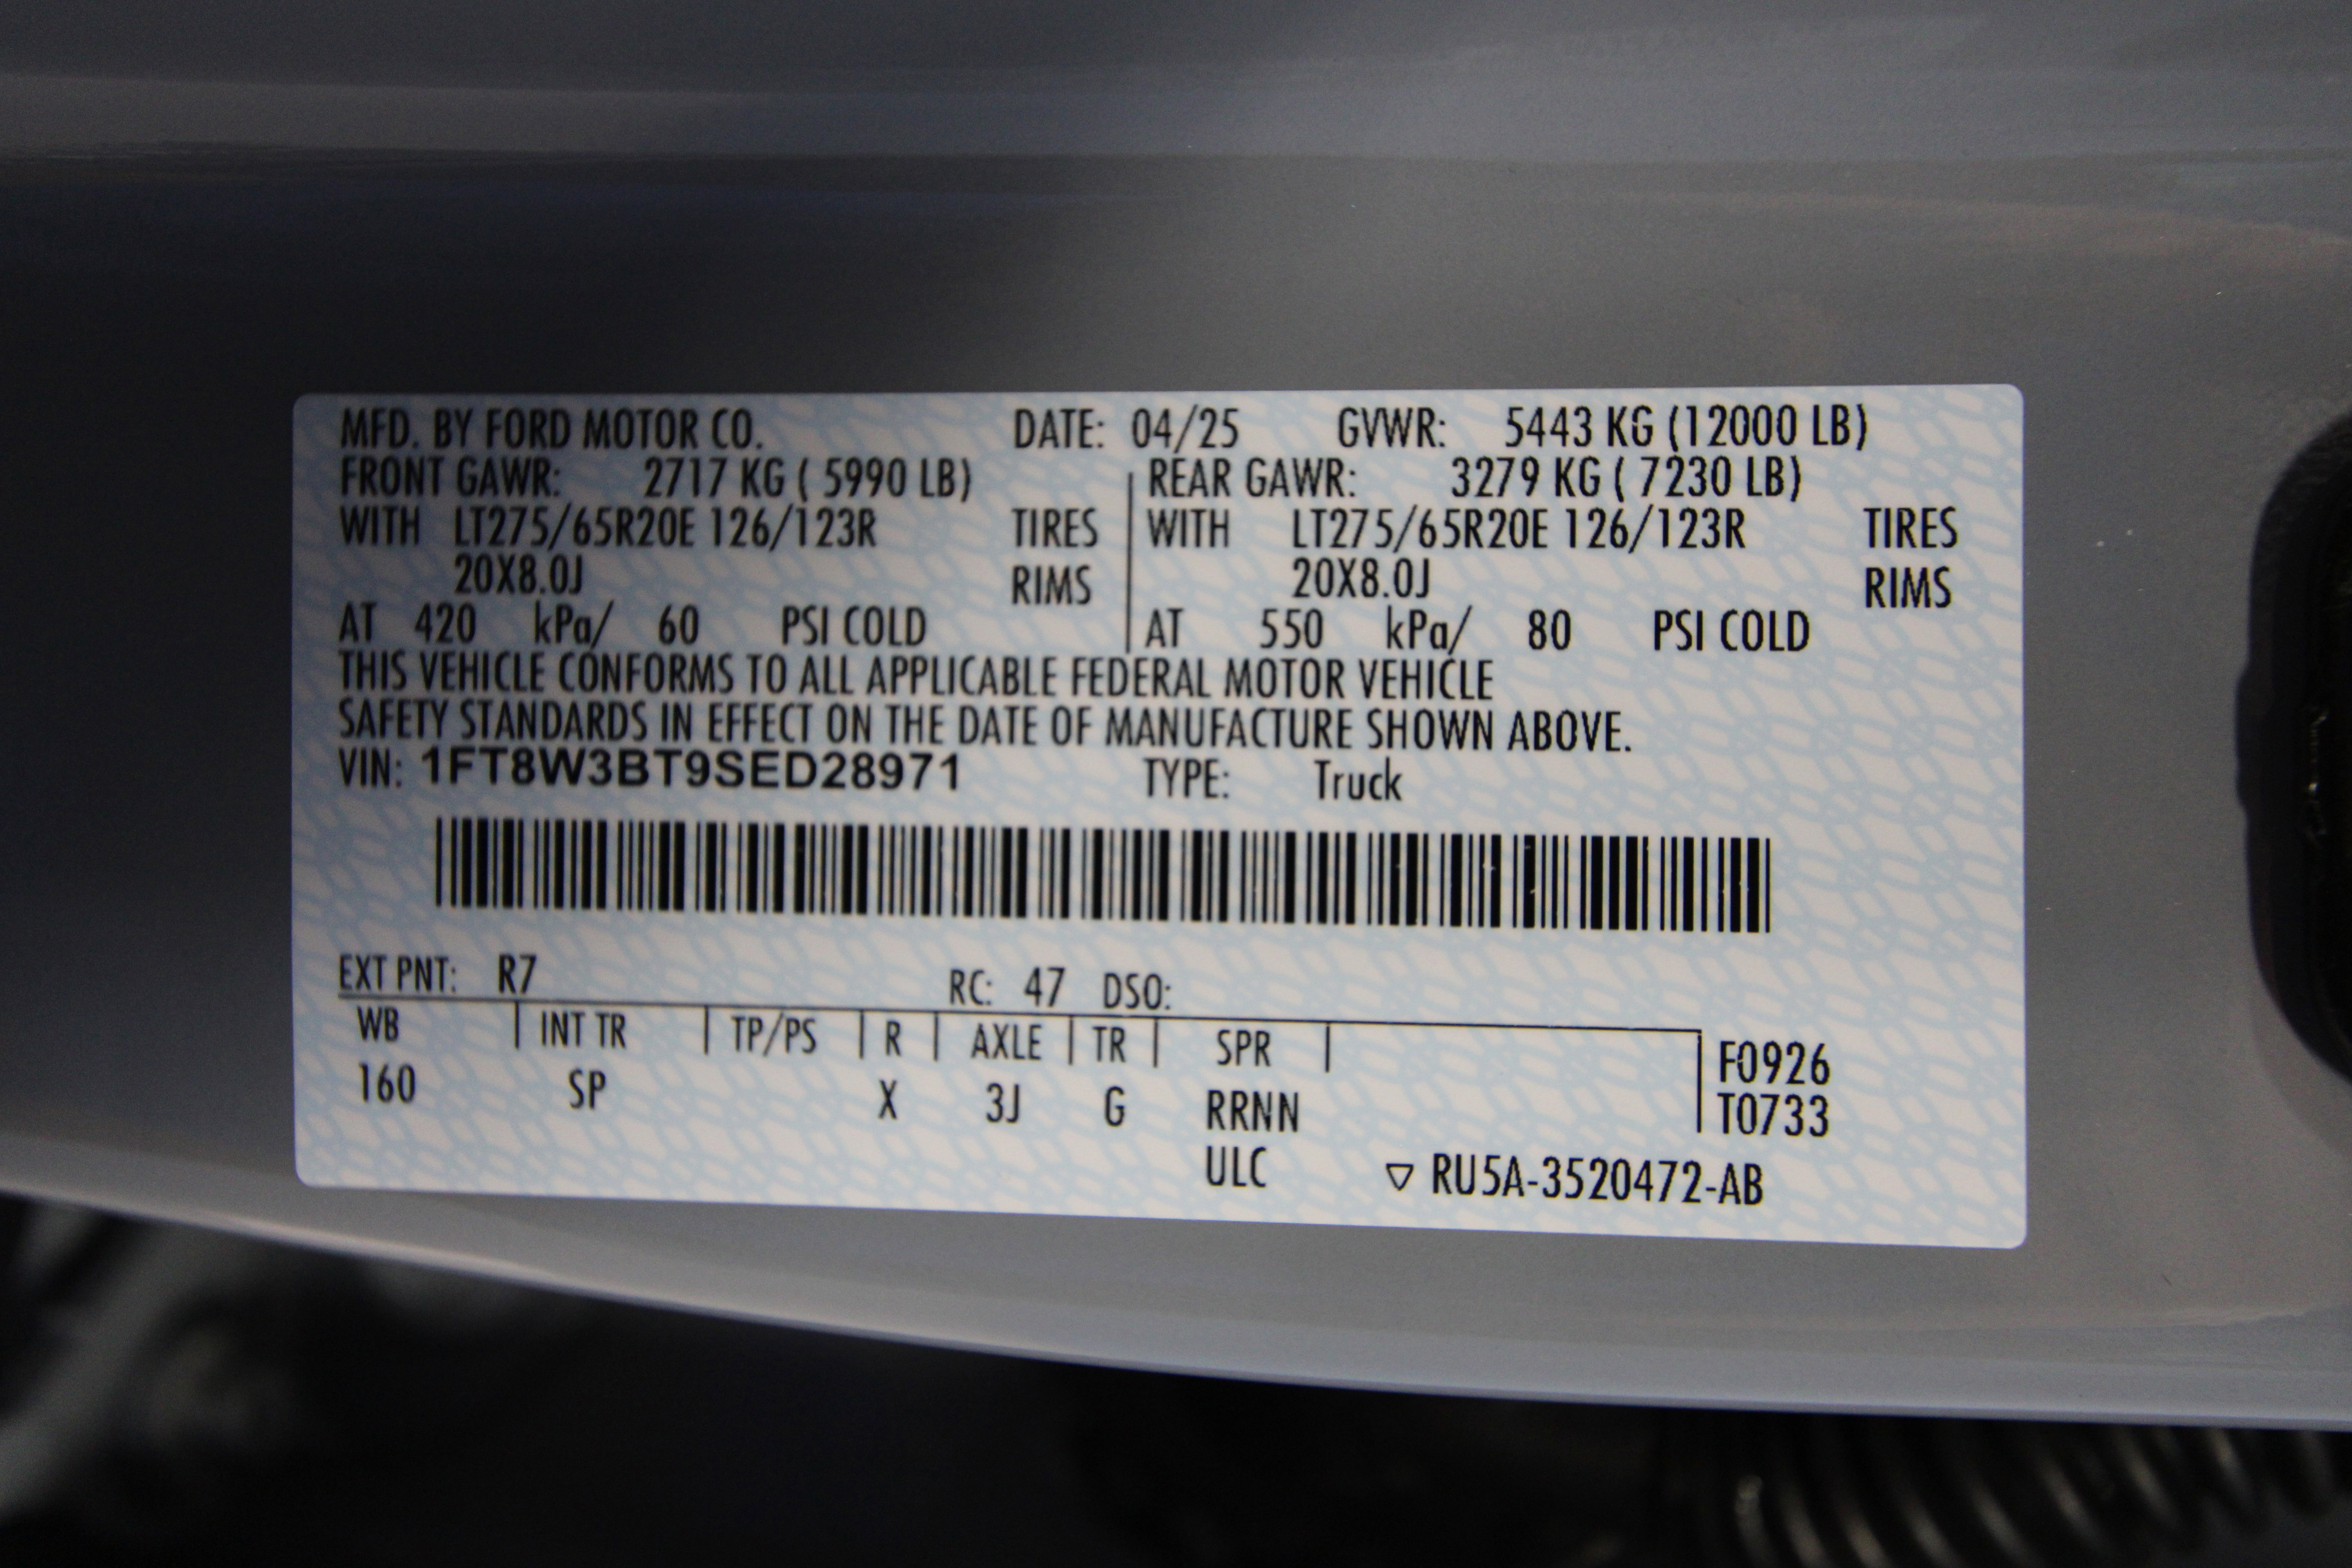 MFD. BY FORD MOTOR CO. DATE: 04/25 GVWR: 5443 KG (12000 LB)
FRONT GAWR: 2717 KG ( 5990 LB) REAR GAWR: 3279 KG ( 7230 LB)
WITH LT275/65R20E 126/123R TIRES WITH LT275/65R20E 126/123R TIRES
20X8.0J RIMS 20X8.0J RIMS
AT 420 kPa/ 60 PSI COLD AT 550 kPa/ 80 PSI COLD
THIS VEHICLE CONFORMS TO ALL APPLICABLE FEDERAL MOTOR VEHICLE
SAFETY STANDARDS IN EFFECT ON THE DATE OF MANUFACTURE SHOWN ABOVE.
VIN: 1FT8W3BT9SED28971 TYPE: Truck
EXT PNT: R7 RC: 47 DSO:
WB INT TR TP/PS R AXLE TR SPR F0926
160 SP X 3J G RRNN T0733
ULC ▽ RU5A-3520472-AB